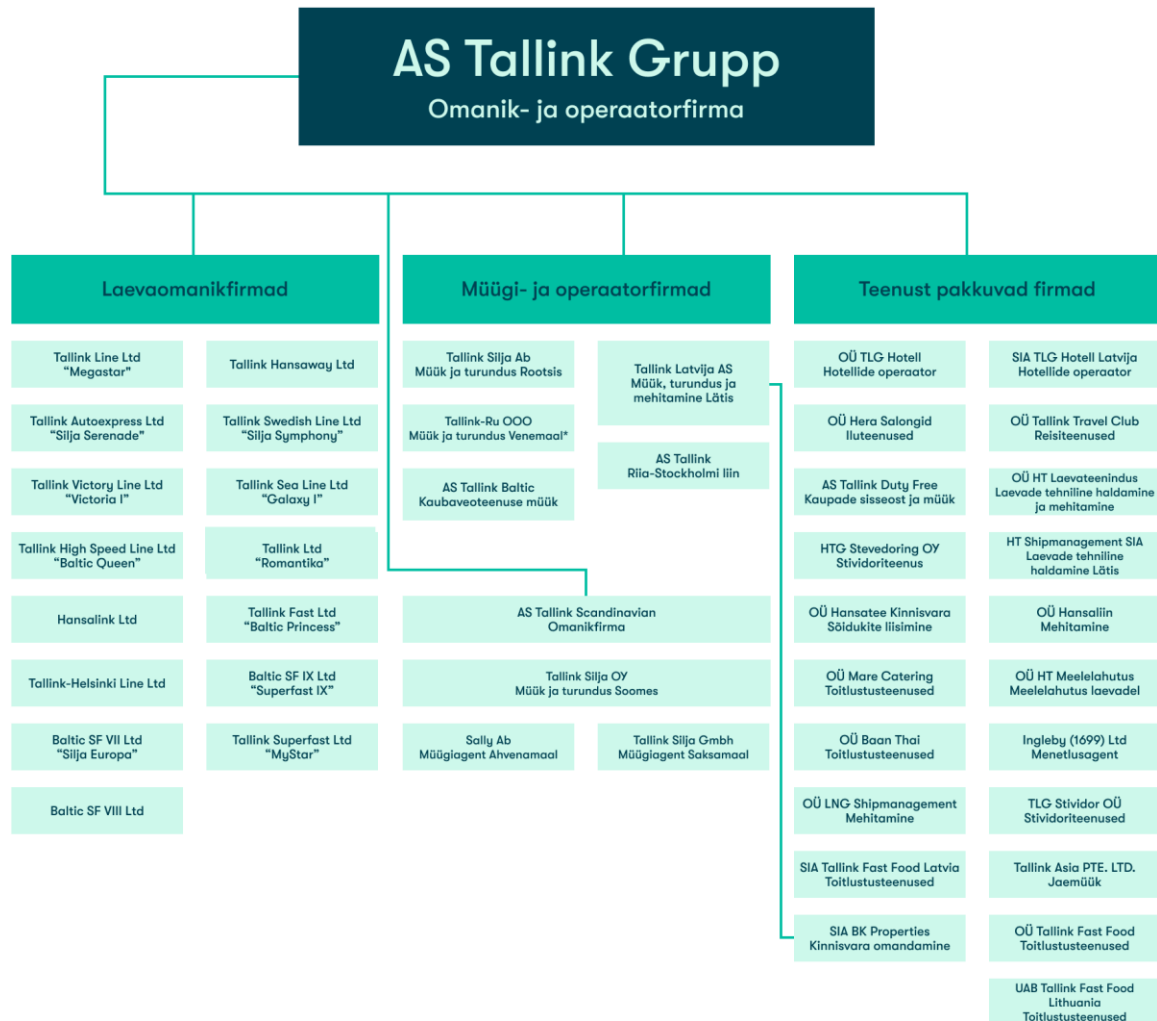 AS Tallink Grupp
Omanik- ja operaatorfirma
Laevaomanikfirmad
Tallink Line Ltd
“Megastar”
Tallink Autoexpress Ltd
“Silja Serenade”
Tallink Victory Line Ltd
“Victoria I”
Tallink High Speed Line Ltd
“Baltic Queen”
Hansalink Ltd
Tallink-Helsinki Line Ltd
Baltic SF VII Ltd
“Silja Europa”
Baltic SF VIII Ltd
Tallink Hansaway Ltd
Tallink Swedish Line Ltd
“Silja Symphony”
Tallink Sea Line Ltd
“Galaxy I”
Tallink Ltd
“Romantika”
Tallink Fast Ltd
“Baltic Princess”
Baltic SF IX Ltd
“Superfast IX”
Tallink Superfast Ltd
“MyStar”
Müügi- ja operaatorfirmad
Tallink Silja Ab
Müük ja turundus Rootsis
Tallink-Ru OOO
Müük ja turundus Venemaal*
AS Tallink Baltic
Kaubaveoteenuse müük
Tallink Latvija AS
Müük, turundus ja
mehitamine Lätis
AS Tallink
Riia-Stockholmi liin
AS Tallink Scandinavian
Omanikfirma
Tallink Silja OY
Müük ja turundus Soomes
Sally Ab
Müügiagent Ahvenamaal
Tallink Silja Gmbh
Müügiagent Saksamaal
Teenust pakkuvad firmad
OÜ TLG Hotell
Hotellide operaator
OÜ Hera Salongid
Iluteenused
AS Tallink Duty Free
Kaupade sisseost ja müük
HTG Stevedoring OY
Stividoriteenus
OÜ Hansatee Kinnisvara
Sõidukite liisimine
OÜ Mare Catering
Toitlustusteenused
OÜ Baan Thai
Toitlustusteenused
OÜ LNG Shipmanagement
Mehitamine
SIA Tallink Fast Food Latvia
Toitlustusteenused
SIA BK Properties
Kinnisvara omandamine
SIA TLG Hotell Latvija
Hotellide operaator
OÜ Tallink Travel Club
Reisiteenused
OÜ HT Laevateenindus
Laevade tehniline haldamine
ja mehitamine
HT Shipmanagement SIA
Laevade tehniline
haldamine Lätis
OÜ Hansaliin
Mehitamine
OÜ HT Meelelahutus
Meelelahutus laevadel
Ingleby (1699) Ltd
Menetlusagent
TLG Stividor OÜ
Stividoriteenused
Tallink Asia PTE. LTD.
Jaemüük
OÜ Tallink Fast Food
Toitlustusteenused
UAB Tallink Fast Food
Lithuania
Toitlustusteenused